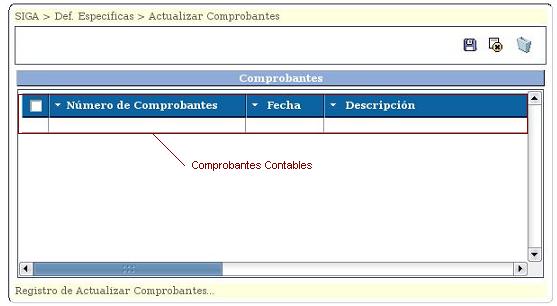 SIGA > Def. Especificas > Actualizar Comprobantes
Comprobantes
Número de Comprobantes Fecha Descripción
Comprobantes Contables
Registro de Actualizar Comprobantes...